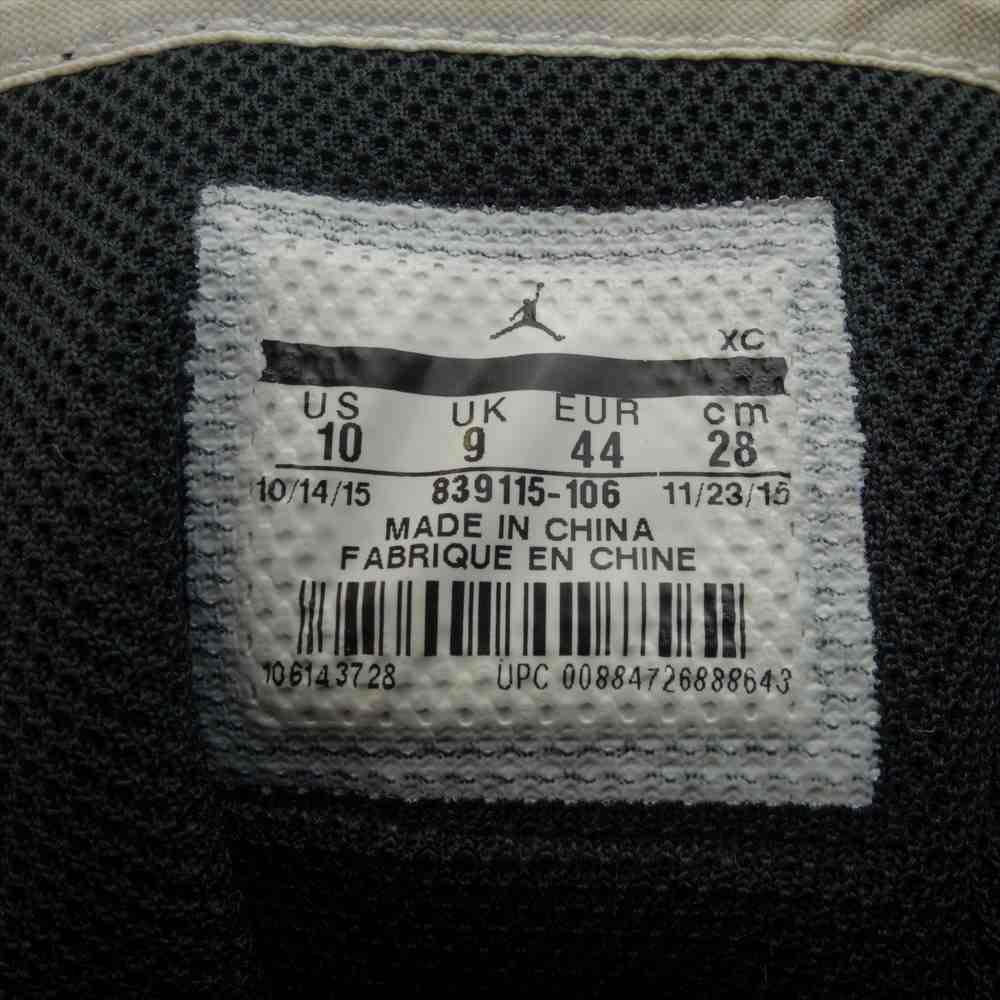 XC
US UK EUR cm
10 9 44 28
10/14/15 839115-106 11/23/15
MADE IN CHINA
FABRIQUE EN CHINE
106143728 UPC 00884726888643